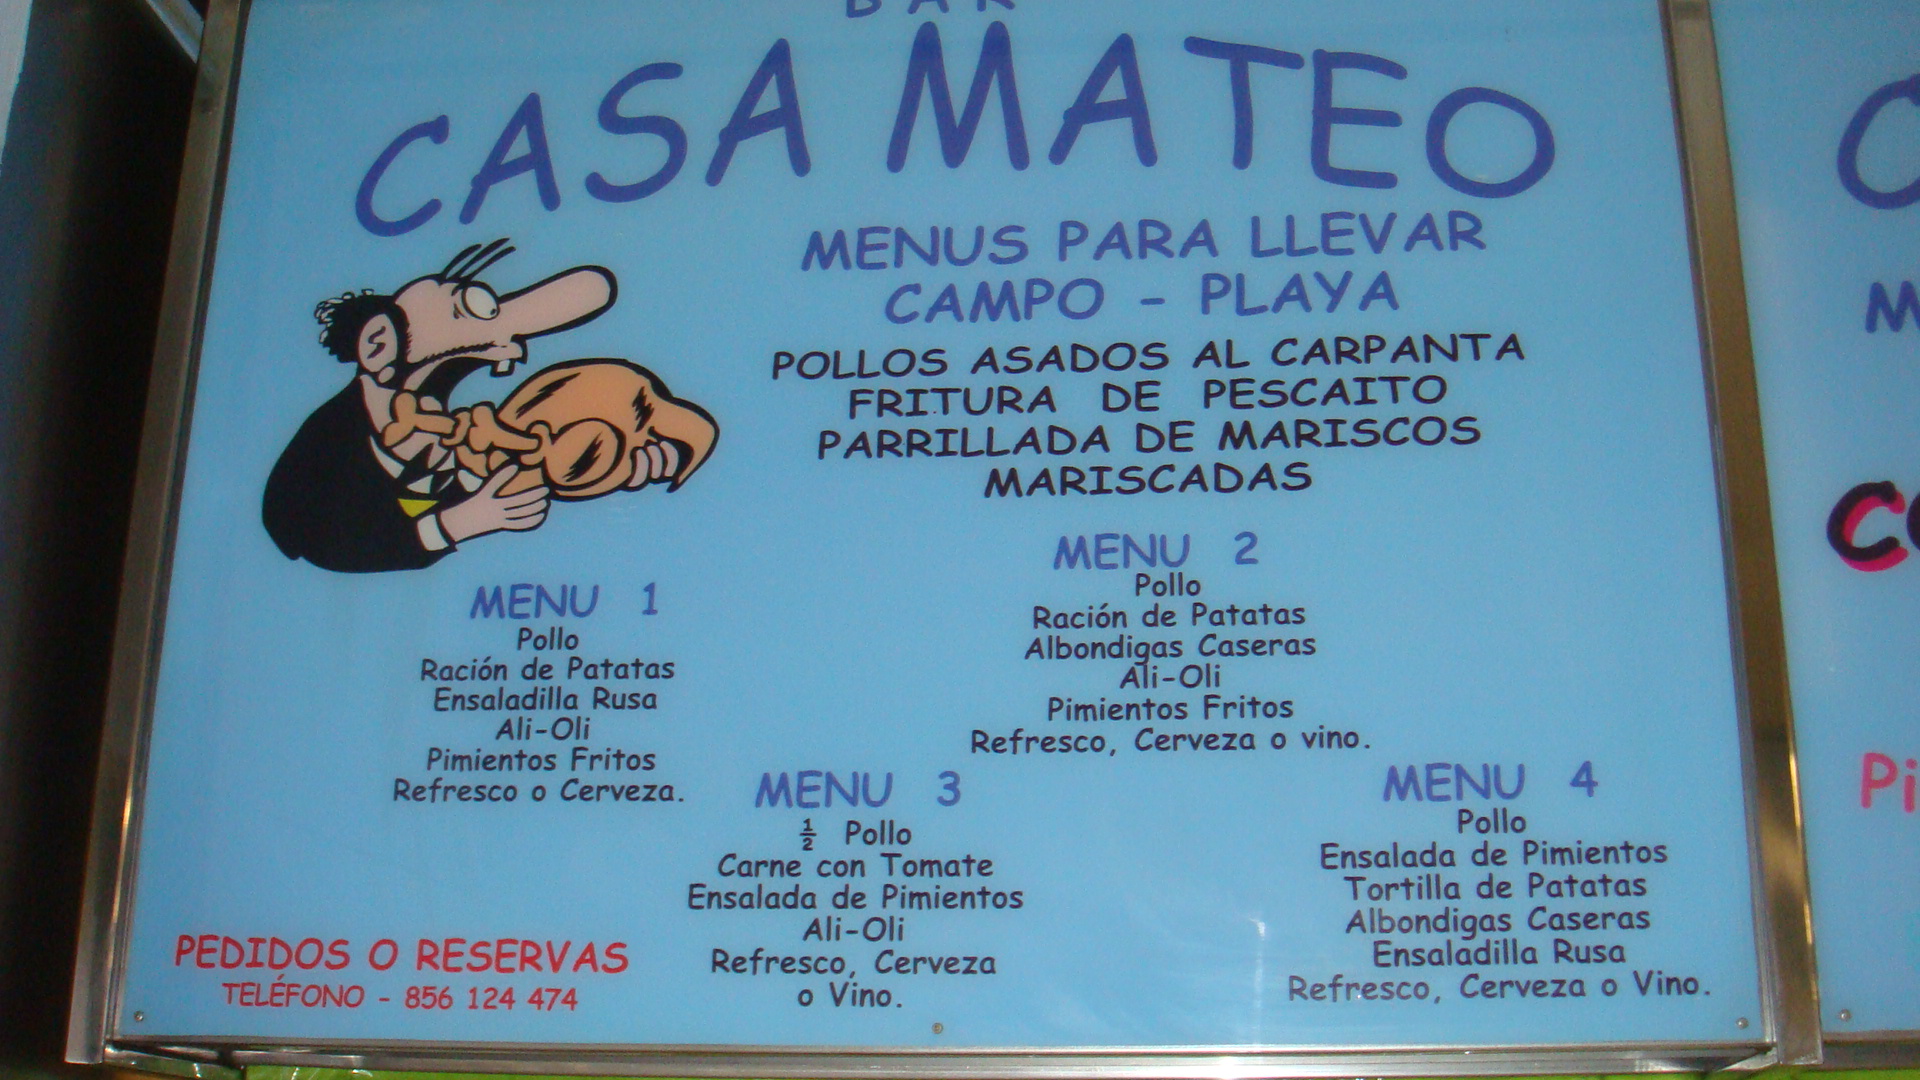 BAR
CASA MATEO
MENUS PARA LLEVAR
CAMPO - PLAYA
POLLOS ASADOS AL CARPANTA
FRITURA DE PESCAITO
PARRILLADA DE MARISCOS
MARISCADAS
MENU 1
Pollo
Ración de Patatas
Ensaladilla Rusa
Ali-Oli
Pimientos Fritos
Refresco o Cerveza.
MENU 2
Pollo
Ración de Patatas
Albondigas Caseras
Ali-Oli
Pimientos Fritos
Refresco, Cerveza o vino.
MENU 3
½ Pollo
Carne con Tomate
Ensalada de Pimientos
Ali-Oli
Refresco, Cerveza
o Vino.
MENU 4
Pollo
Ensalada de Pimientos
Tortilla de Patatas
Albondigas Caseras
Ensaladilla Rusa
Refresco, Cerveza o Vino.
PEDIDOS O RESERVAS
TELÉFONO - 856 124 474